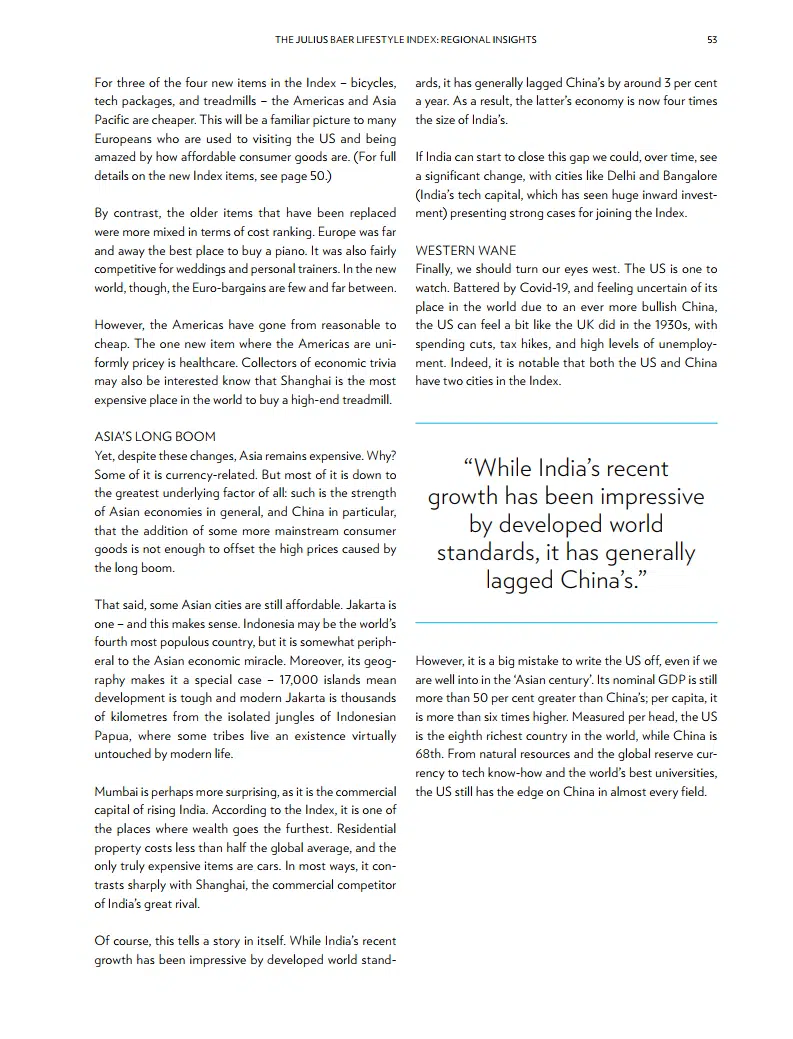 THE JULIUS BAER LIFESTYLE INDEX: REGIONAL INSIGHTS
53
For three of the four new items in the Index – bicycles,
tech packages, and treadmills – the Americas and Asia
Pacific are cheaper. This will be a familiar picture to many
Europeans who are used to visiting the US and being
amazed by how affordable consumer goods are. (For full
details on the new Index items, see page 50.)
By contrast, the older items that have been replaced
were more mixed in terms of cost ranking. Europe was far
and away the best place to buy a piano. It was also fairly
competitive for weddings and personal trainers. In the new
world, though, the Euro-bargains are few and far between.
However, the Americas have gone from reasonable to
cheap. The one new item where the Americas are uni-
formly pricey is healthcare. Collectors of economic trivia
may also be interested know that Shanghai is the most
expensive place in the world to buy a high-end treadmill.
ASIA’S LONG BOOM
Yet, despite these changes, Asia remains expensive. Why?
Some of it is currency-related. But most of it is down to
the greatest underlying factor of all: such is the strength
of Asian economies in general, and China in particular,
that the addition of some more mainstream consumer
goods is not enough to offset the high prices caused by
the long boom.
That said, some Asian cities are still affordable. Jakarta is
one – and this makes sense. Indonesia may be the world’s
fourth most populous country, but it is somewhat periph-
eral to the Asian economic miracle. Moreover, its geog-
raphy makes it a special case – 17,000 islands mean
development is tough and modern Jakarta is thousands
of kilometres from the isolated jungles of Indonesian
Papua, where some tribes live an existence virtually
untouched by modern life.
Mumbai is perhaps more surprising, as it is the commercial
capital of rising India. According to the Index, it is one of
the places where wealth goes the furthest. Residential
property costs less than half the global average, and the
only truly expensive items are cars. In most ways, it con-
trasts sharply with Shanghai, the commercial competitor
of India’s great rival.
Of course, this tells a story in itself. While India’s recent
growth has been impressive by developed world stand-
ards, it has generally lagged China’s by around 3 per cent
a year. As a result, the latter’s economy is now four times
the size of India’s.
If India can start to close this gap we could, over time, see
a significant change, with cities like Delhi and Bangalore
(India’s tech capital, which has seen huge inward invest-
ment) presenting strong cases for joining the Index.
WESTERN WANE
Finally, we should turn our eyes west. The US is one to
watch. Battered by Covid-19, and feeling uncertain of its
place in the world due to an ever more bullish China,
the US can feel a bit like the UK did in the 1930s, with
spending cuts, tax hikes, and high levels of unemploy-
ment. Indeed, it is notable that both the US and China
have two cities in the Index.
“While India’s recent
growth has been impressive
by developed world
standards, it has generally
lagged China’s.”
However, it is a big mistake to write the US off, even if we
are well into in the ‘Asian century’. Its nominal GDP is still
more than 50 per cent greater than China’s; per capita, it
is more than six times higher. Measured per head, the US
is the eighth richest country in the world, while China is
68th. From natural resources and the global reserve cur-
rency to tech know-how and the world’s best universities,
the US still has the edge on China in almost every field.